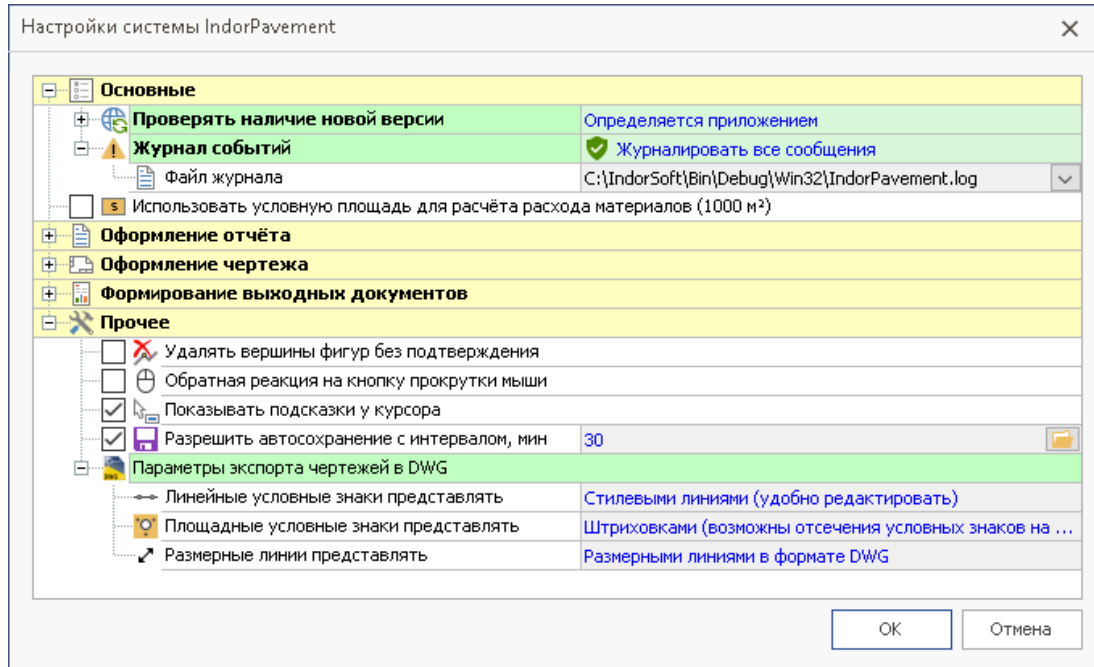 Настройки системы IndorPavement
Основные
Проверять наличие новой версии Определяется приложением
Журнал событий Журналировать все сообщения
Файл журнала C:\IndorSoft\Bin\Debug\Win32\IndorPavement.log
s Использовать условную площадь для расчёта расхода материалов (1000 м²)
Оформление отчёта
Оформление чертежа
Формирование выходных документов
Прочее
Удалять вершины фигур без подтверждения
Обратная реакция на кнопку прокрутки мыши
Показывать подсказки у курсора
Разрешить автосохранение с интервалом, мин 30
DWG Параметры экспорта чертежей в DWG
Линейные условные знаки представлять Стилевыми линиями (удобно редактировать)
Площадные условные знаки представлять Штриховками (возможны отсечения условных знаков на ...
Размерные линии представлять Размерными линиями в формате DWG
ОК Отмена